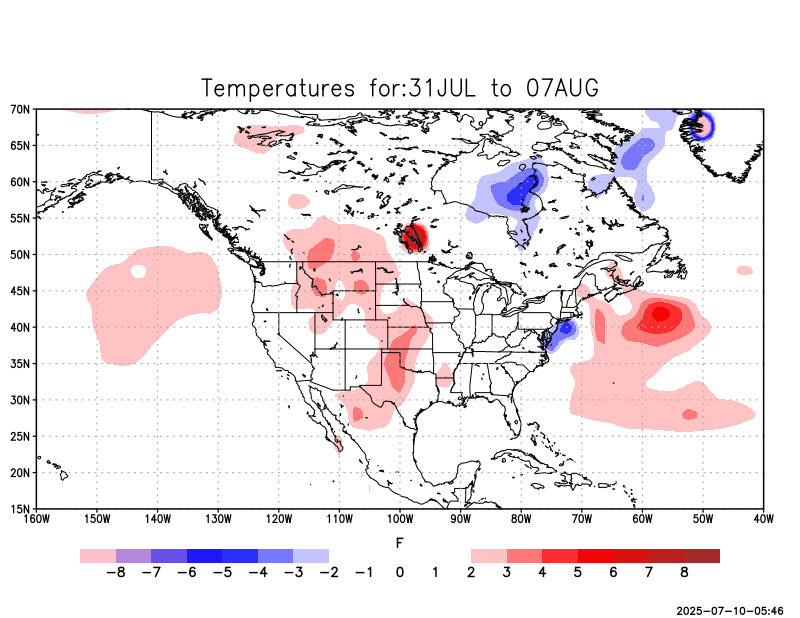 Temperatures for:31JUL to 07AUG
70N
65N
60N
55N
50N
45N
40N
35N
30N
25N
20N
15N
160W 150W 140W 130W 120W 110W 100W 90W 80W 70W 60W 50W 40W
F
−8 −7 −6 −5 −4 −3 −2 −1 0 1 2 3 4 5 6 7 8
2025-07-10-05:46